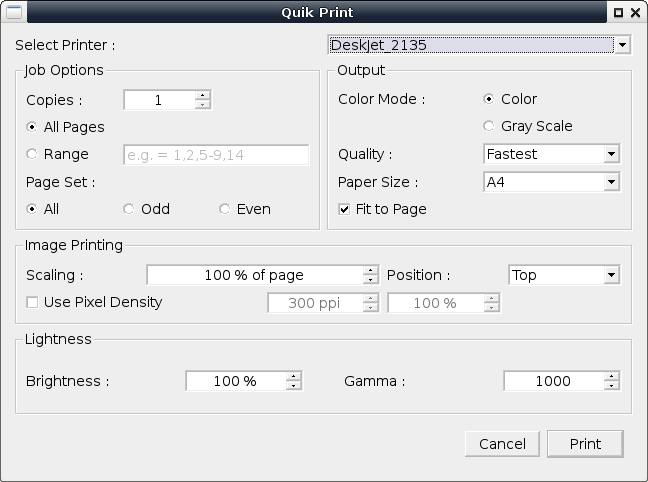 Quik Print
Select Printer : DeskJet_2135
Job Options
Copies : 1
All Pages
Range e.g. = 1,2,5-9,14
Page Set :
All Odd Even
Output
Color Mode : Color
Gray Scale
Quality : Fastest
Paper Size : A4
Fit to Page
Image Printing
Scaling : 100 % of page Position : Top
Use Pixel Density 300 ppi 100 %
Lightness
Brightness : 100 % Gamma : 1000
Cancel Print